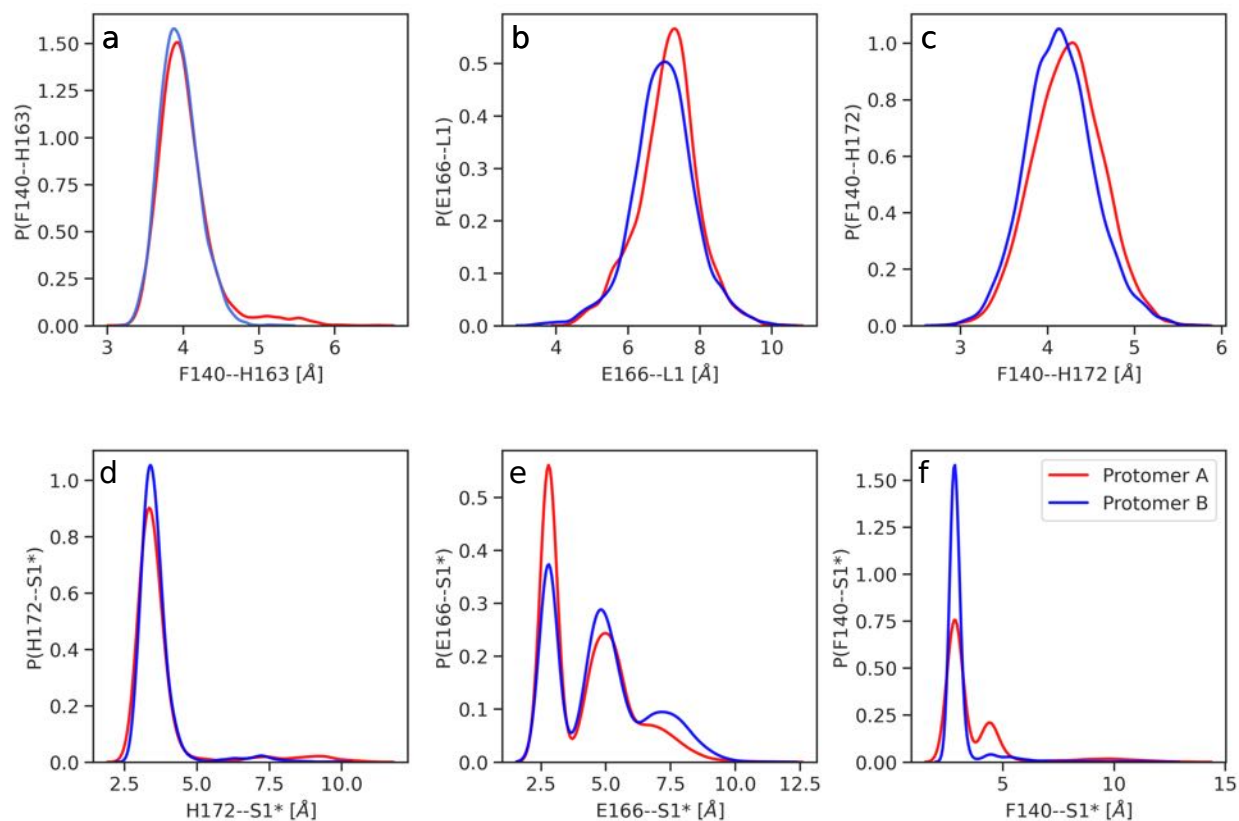 a
P(F140--H163)
1.50
1.25
1.00
0.75
0.50
0.25
0.00
3 4 5 6
F140--H163 [Å]
b
P(E166--L1)
0.5
0.4
0.3
0.2
0.1
0.0
4 6 8 10
E166--L1 [Å]
c
P(F140--H172)
1.0
0.8
0.6
0.4
0.2
0.0
3 4 5 6
F140--H172 [Å]
d
P(H172--S1*)
1.0
0.8
0.6
0.4
0.2
0.0
2.5 5.0 7.5 10.0
H172--S1* [Å]
e
P(E166--S1*)
0.5
0.4
0.3
0.2
0.1
0.0
2.5 5.0 7.5 10.0 12.5
E166--S1* [Å]
f
Protomer A
Protomer B
P(F140--S1*)
1.50
1.25
1.00
0.75
0.50
0.25
0.00
5 10 15
F140--S1* [Å]